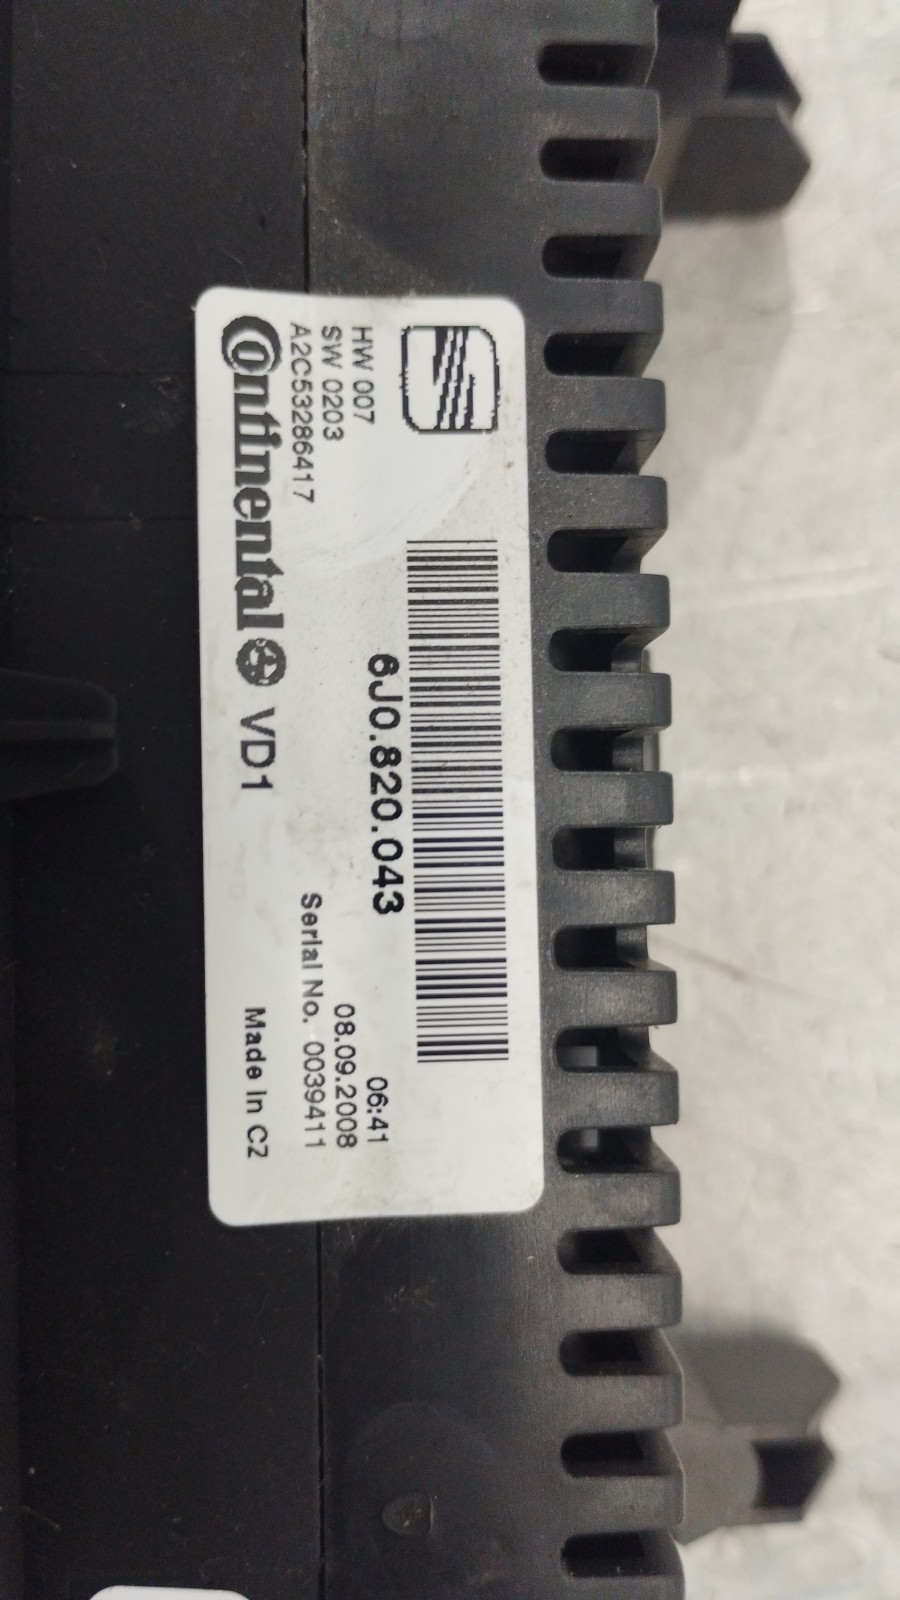 6J0.820.043
HW 007
SW 0203
A2C53286417
06:41
08.09.2008
Serial No. 0039411
Continental VD1
Made in CZ